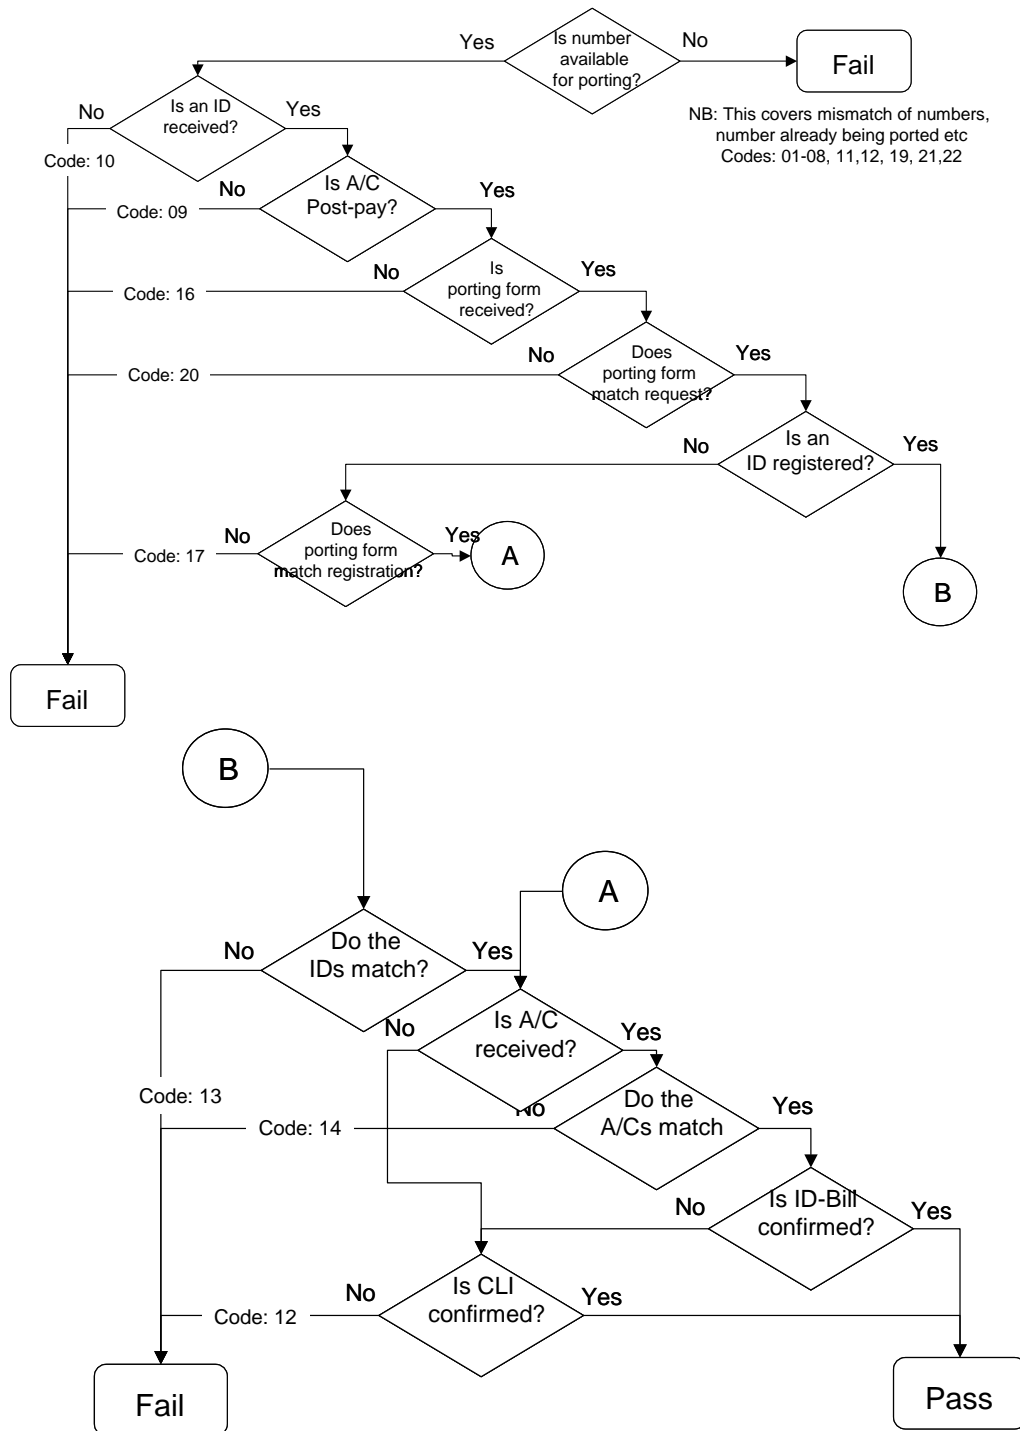 Is number
available
for porting?
Yes
No
Fail
NB: This covers mismatch of numbers,
number already being ported etc
Codes: 01-08, 11,12, 19, 21,22
Is an ID
received?
No
Yes
Code: 10
Is A/C
Post-pay?
No
Yes
Code: 09
Is
porting form
received?
No
Yes
Code: 16
Does
porting form
match request?
No
Yes
Code: 20
Is an
ID registered?
No
Yes
Does
porting form
match registration?
No
Yes
Code: 17
A
B
Fail
B
A
Do the
IDs match?
No
Yes
Code: 13
Is A/C
received?
No
Yes
Do the
A/Cs match
No
Yes
Code: 14
Is ID-Bill
confirmed?
No
Yes
Is CLI
confirmed?
No
Yes
Code: 12
Fail
Pass